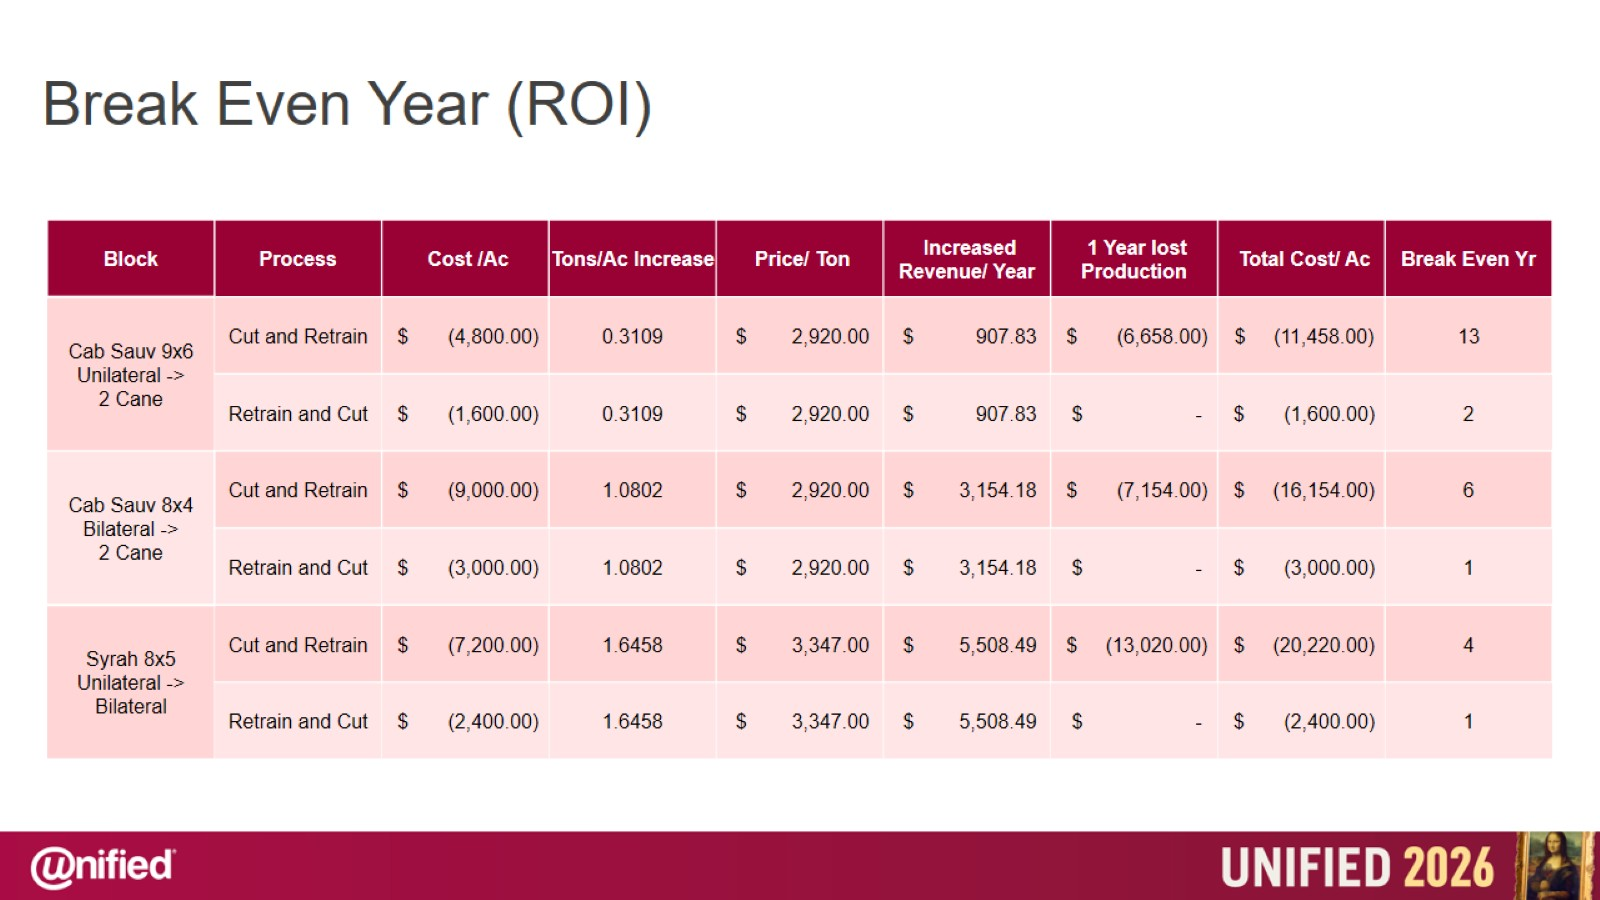 Break Even Year (ROI)
Block Process Cost /Ac Tons/Ac Increase Price/ Ton Increased Revenue/ Year 1 Year lost Production Total Cost/ Ac Break Even Yr
Cab Sauv 9x6
Unilateral ->
2 Cane
Cut and Retrain $ (4,800.00) 0.3109 $ 2,920.00 $ 907.83 $ (6,658.00) $ (11,458.00) 13
Retrain and Cut $ (1,600.00) 0.3109 $ 2,920.00 $ 907.83 $ - $ (1,600.00) 2
Cab Sauv 8x4
Bilateral ->
2 Cane
Cut and Retrain $ (9,000.00) 1.0802 $ 2,920.00 $ 3,154.18 $ (7,154.00) $ (16,154.00) 6
Retrain and Cut $ (3,000.00) 1.0802 $ 2,920.00 $ 3,154.18 $ - $ (3,000.00) 1
Syrah 8x5
Unilateral ->
Bilateral
Cut and Retrain $ (7,200.00) 1.6458 $ 3,347.00 $ 5,508.49 $ (13,020.00) $ (20,220.00) 4
Retrain and Cut $ (2,400.00) 1.6458 $ 3,347.00 $ 5,508.49 $ - $ (2,400.00) 1
unified
UNIFIED 2026